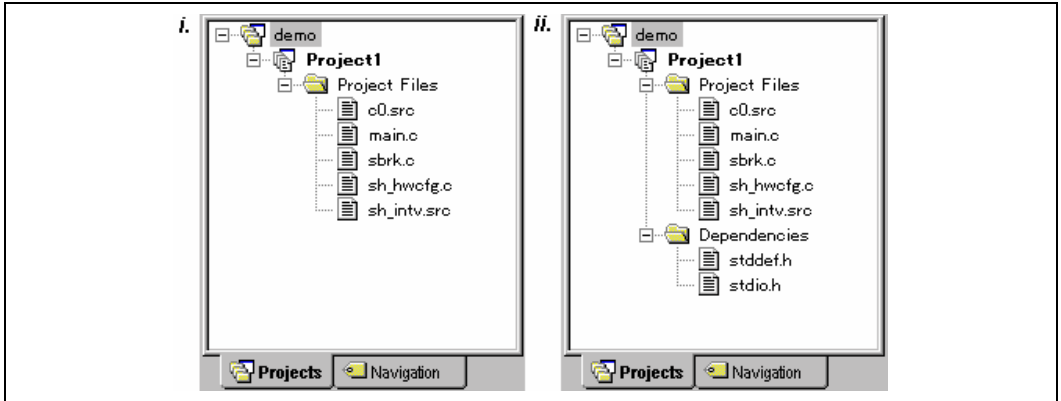 i.
demo
Project1
Project Files
c0.src
main.c
sbrk.c
sh_hwcfg.c
sh_intv.src
Projects
Navigation
ii.
demo
Project1
Project Files
c0.src
main.c
sbrk.c
sh_hwcfg.c
sh_intv.src
Dependencies
stddef.h
stdio.h
Projects
Navigation